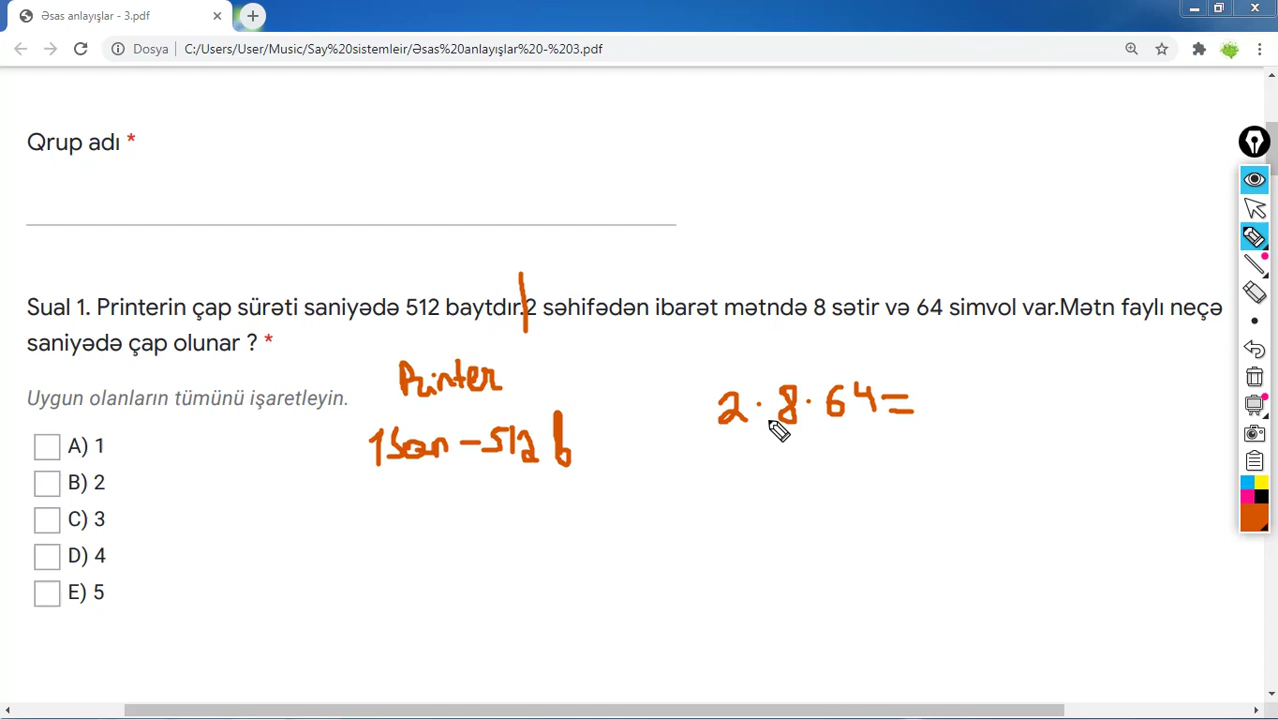 Əsas anlayışlar - 3.pdf
Dosya
C:/Users/User/Music/Say%20sistemleir/Əsas%20anlayışlar%20-%203.pdf
Qrup adı *
Sual 1. Printerin çap sürəti saniyədə 512 baytdır.2 səhifədən ibarət mətndə 8 sətir və 64 simvol var.Mətn faylı neçə
saniyədə çap olunar ? *
Uygun olanların tümünü işaretleyin.
A) 1
B) 2
C) 3
D) 4
E) 5
Printer
1san - 512 b
2 · 8 · 64 =